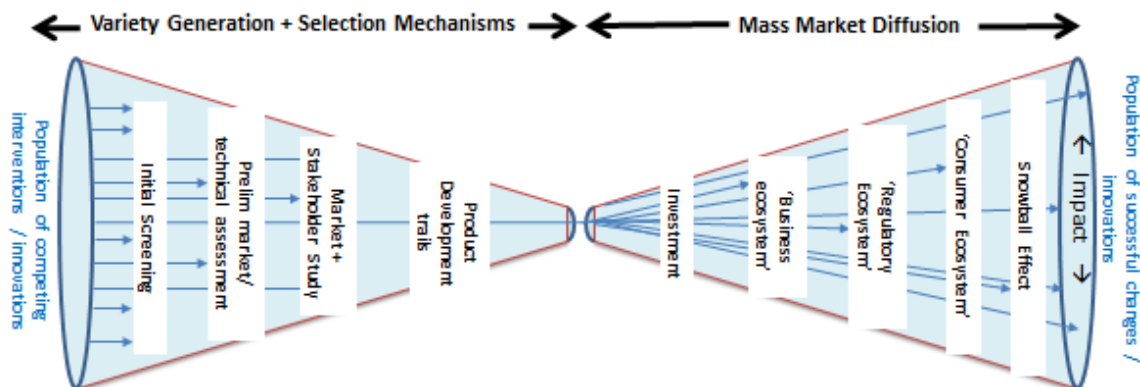 Variety Generation + Selection Mechanisms
Mass Market Diffusion
Population of competing
interventions / innovations
Initial Screening
Prelim market/
technical assessment
Market +
Stakeholder Study
Product
Development
trails
Investment
‘Business
ecosystem’
‘Regulatory
Ecosystem’
‘Consumer Ecosystem’
Snowball Effect
Impact
Population of successful changes /
innovations